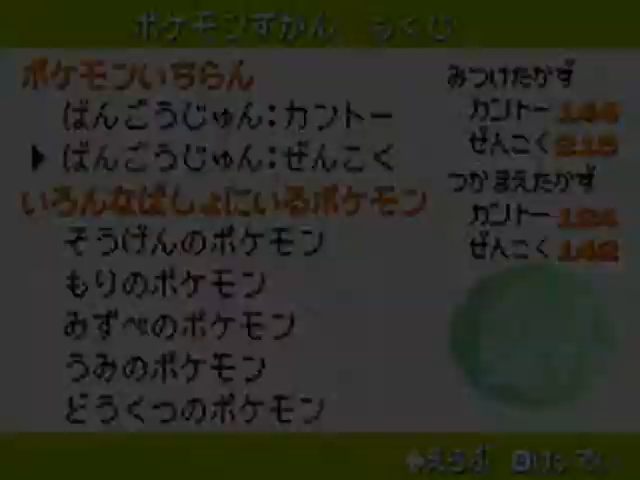 ポケモンずかん もくじ
ポケモンいちらん
ばんごうじゅん:カントー
▶ばんごうじゅん:ぜんこく
いろんなばしょにいるポケモン
そうげんのポケモン
もりのポケモン
みずべのポケモン
うみのポケモン
どうくつのポケモン
みつけたかず
カントー
ぜんこく
つかまえたかず
カントー
ぜんこく
えらぶ